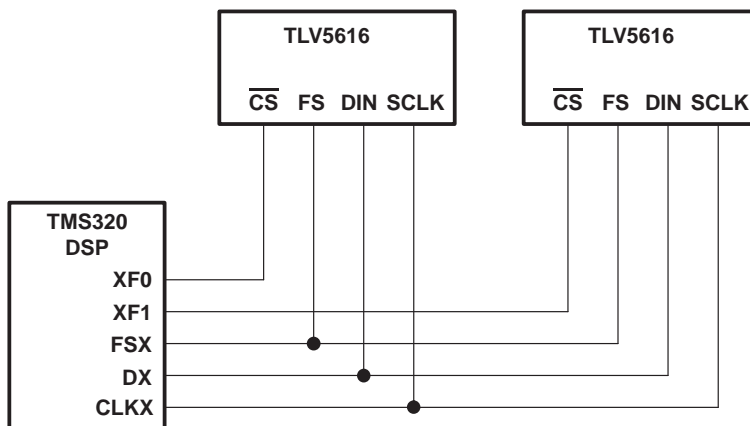 TLV5616
TLV5616
CS FS DIN SCLK
CS FS DIN SCLK
TMS320
DSP
XF0
XF1
FSX
DX
CLKX